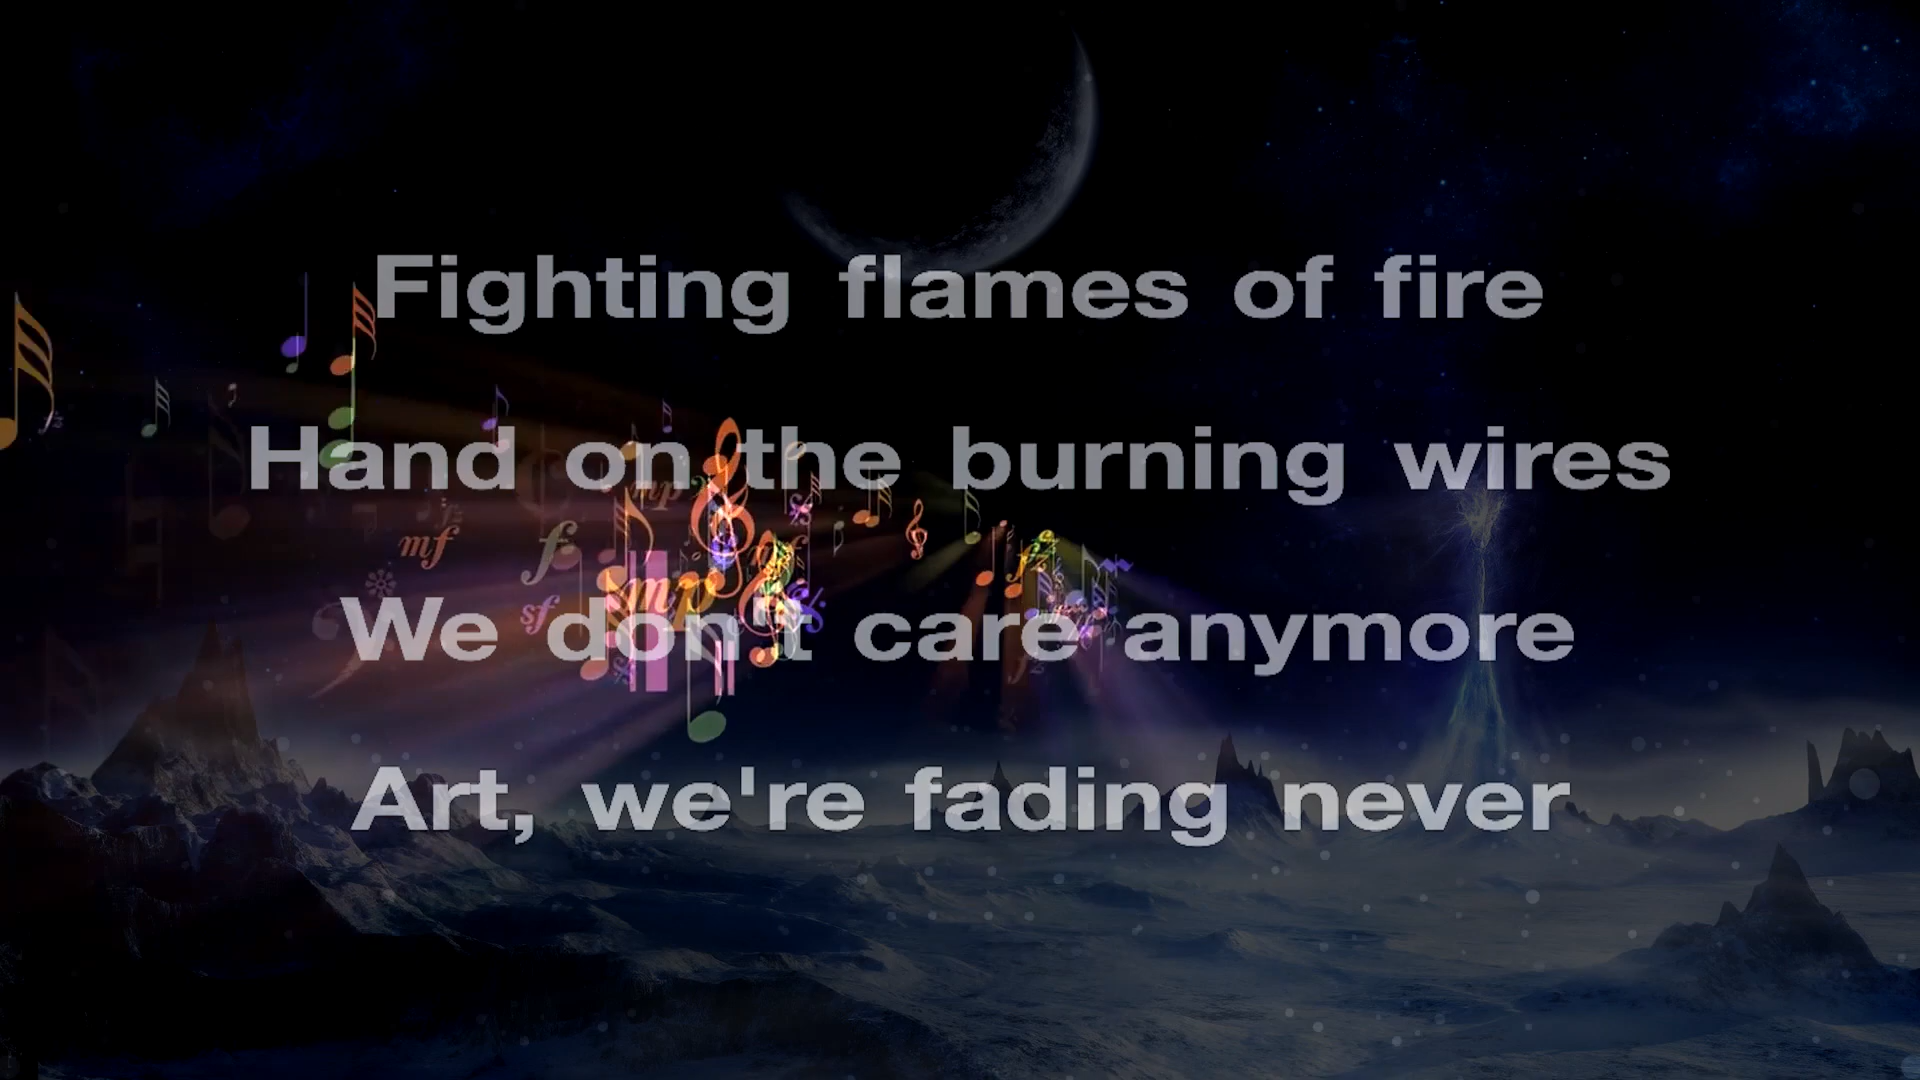 Fighting flames of fire
Hand on the burning wires
We don't care anymore
Art, we're fading never